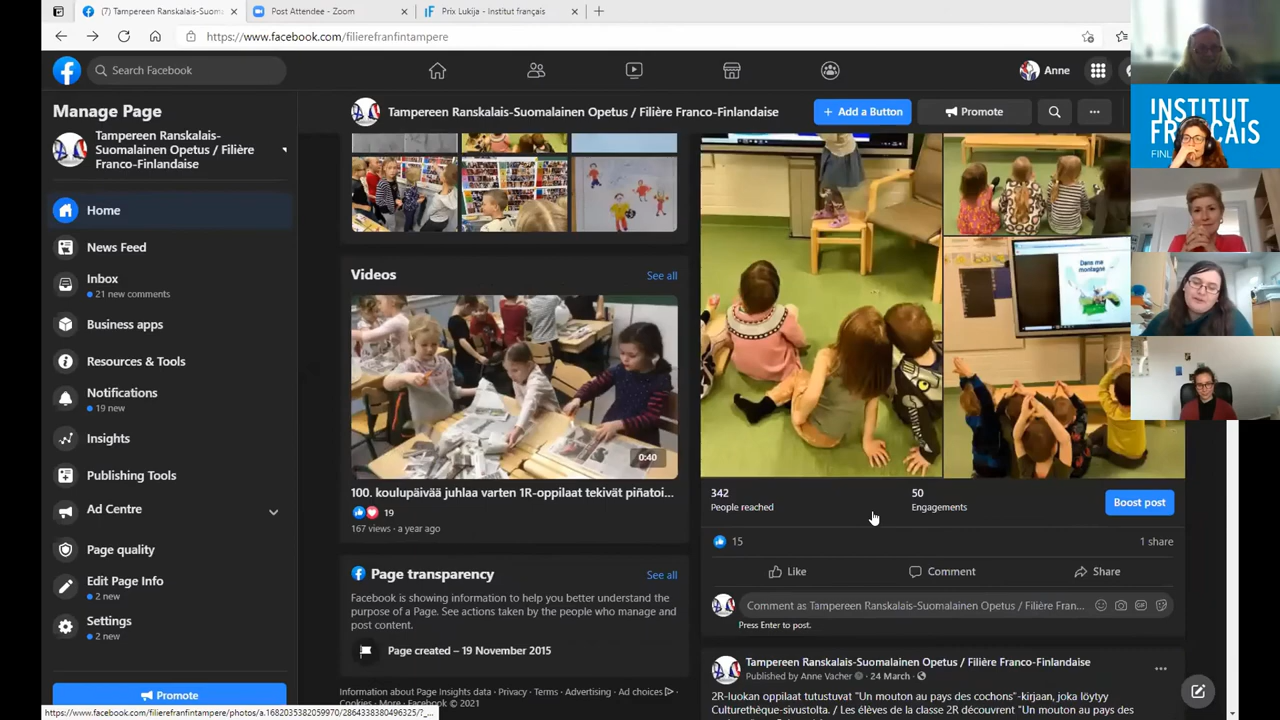 (7) Tampereen Ranskalais-Suom
Post Attendee - Zoom
Prix Lukija - Institut français
https://www.facebook.com/filierefranfintampere
Search Facebook
Anne
Manage Page
Tampereen Ranskalais-
Suomalainen Opetus / Filière
Franco-Finlandaise
Home
News Feed
Inbox
21 new comments
Business apps
Resources & Tools
Notifications
19 new
Insights
Publishing Tools
Ad Centre
Page quality
Edit Page Info
2 new
Settings
2 new
Promote
https://www.facebook.com/filierefranfintampere/photos/a.1682035382059970/2864338380496325/?_...
Tampereen Ranskalais-Suomalainen Opetus / Filière Franco-Finlandaise
+ Add a Button
Promote
Videos
See all
0:40
100. koulupäivää juhlaa varten 1R-oppilaat tekivät piñatoi...
19
167 views · a year ago
Page transparency
See all
Facebook is showing information to help you better understand the
purpose of a Page. See actions taken by the people who manage and
post content.
Page created – 19 November 2015
Information about Page Insights data · Privacy · Terms · Advertising · Ad choices
Cookies · More · Facebook © 2021
Dans me
montagne
342
People reached
50
Engagements
Boost post
15
1 share
Like
Comment
Share
Comment as Tampereen Ranskalais-Suomalainen Opetus / Filière Fran...
GIF
Press Enter to post.
Tampereen Ranskalais-Suomalainen Opetus / Filière Franco-Finlandaise
Published by Anne Vacher · 24 March
2R-luokan oppilaat tutustuvat "Un mouton au pays des cochons"-kirjaan, joka löytyy
Culturethèque-sivustolta. / Les élèves de la classe 2R découvrent "Un mouton au pays des
INSTITUT
FRANÇAIS
FINL